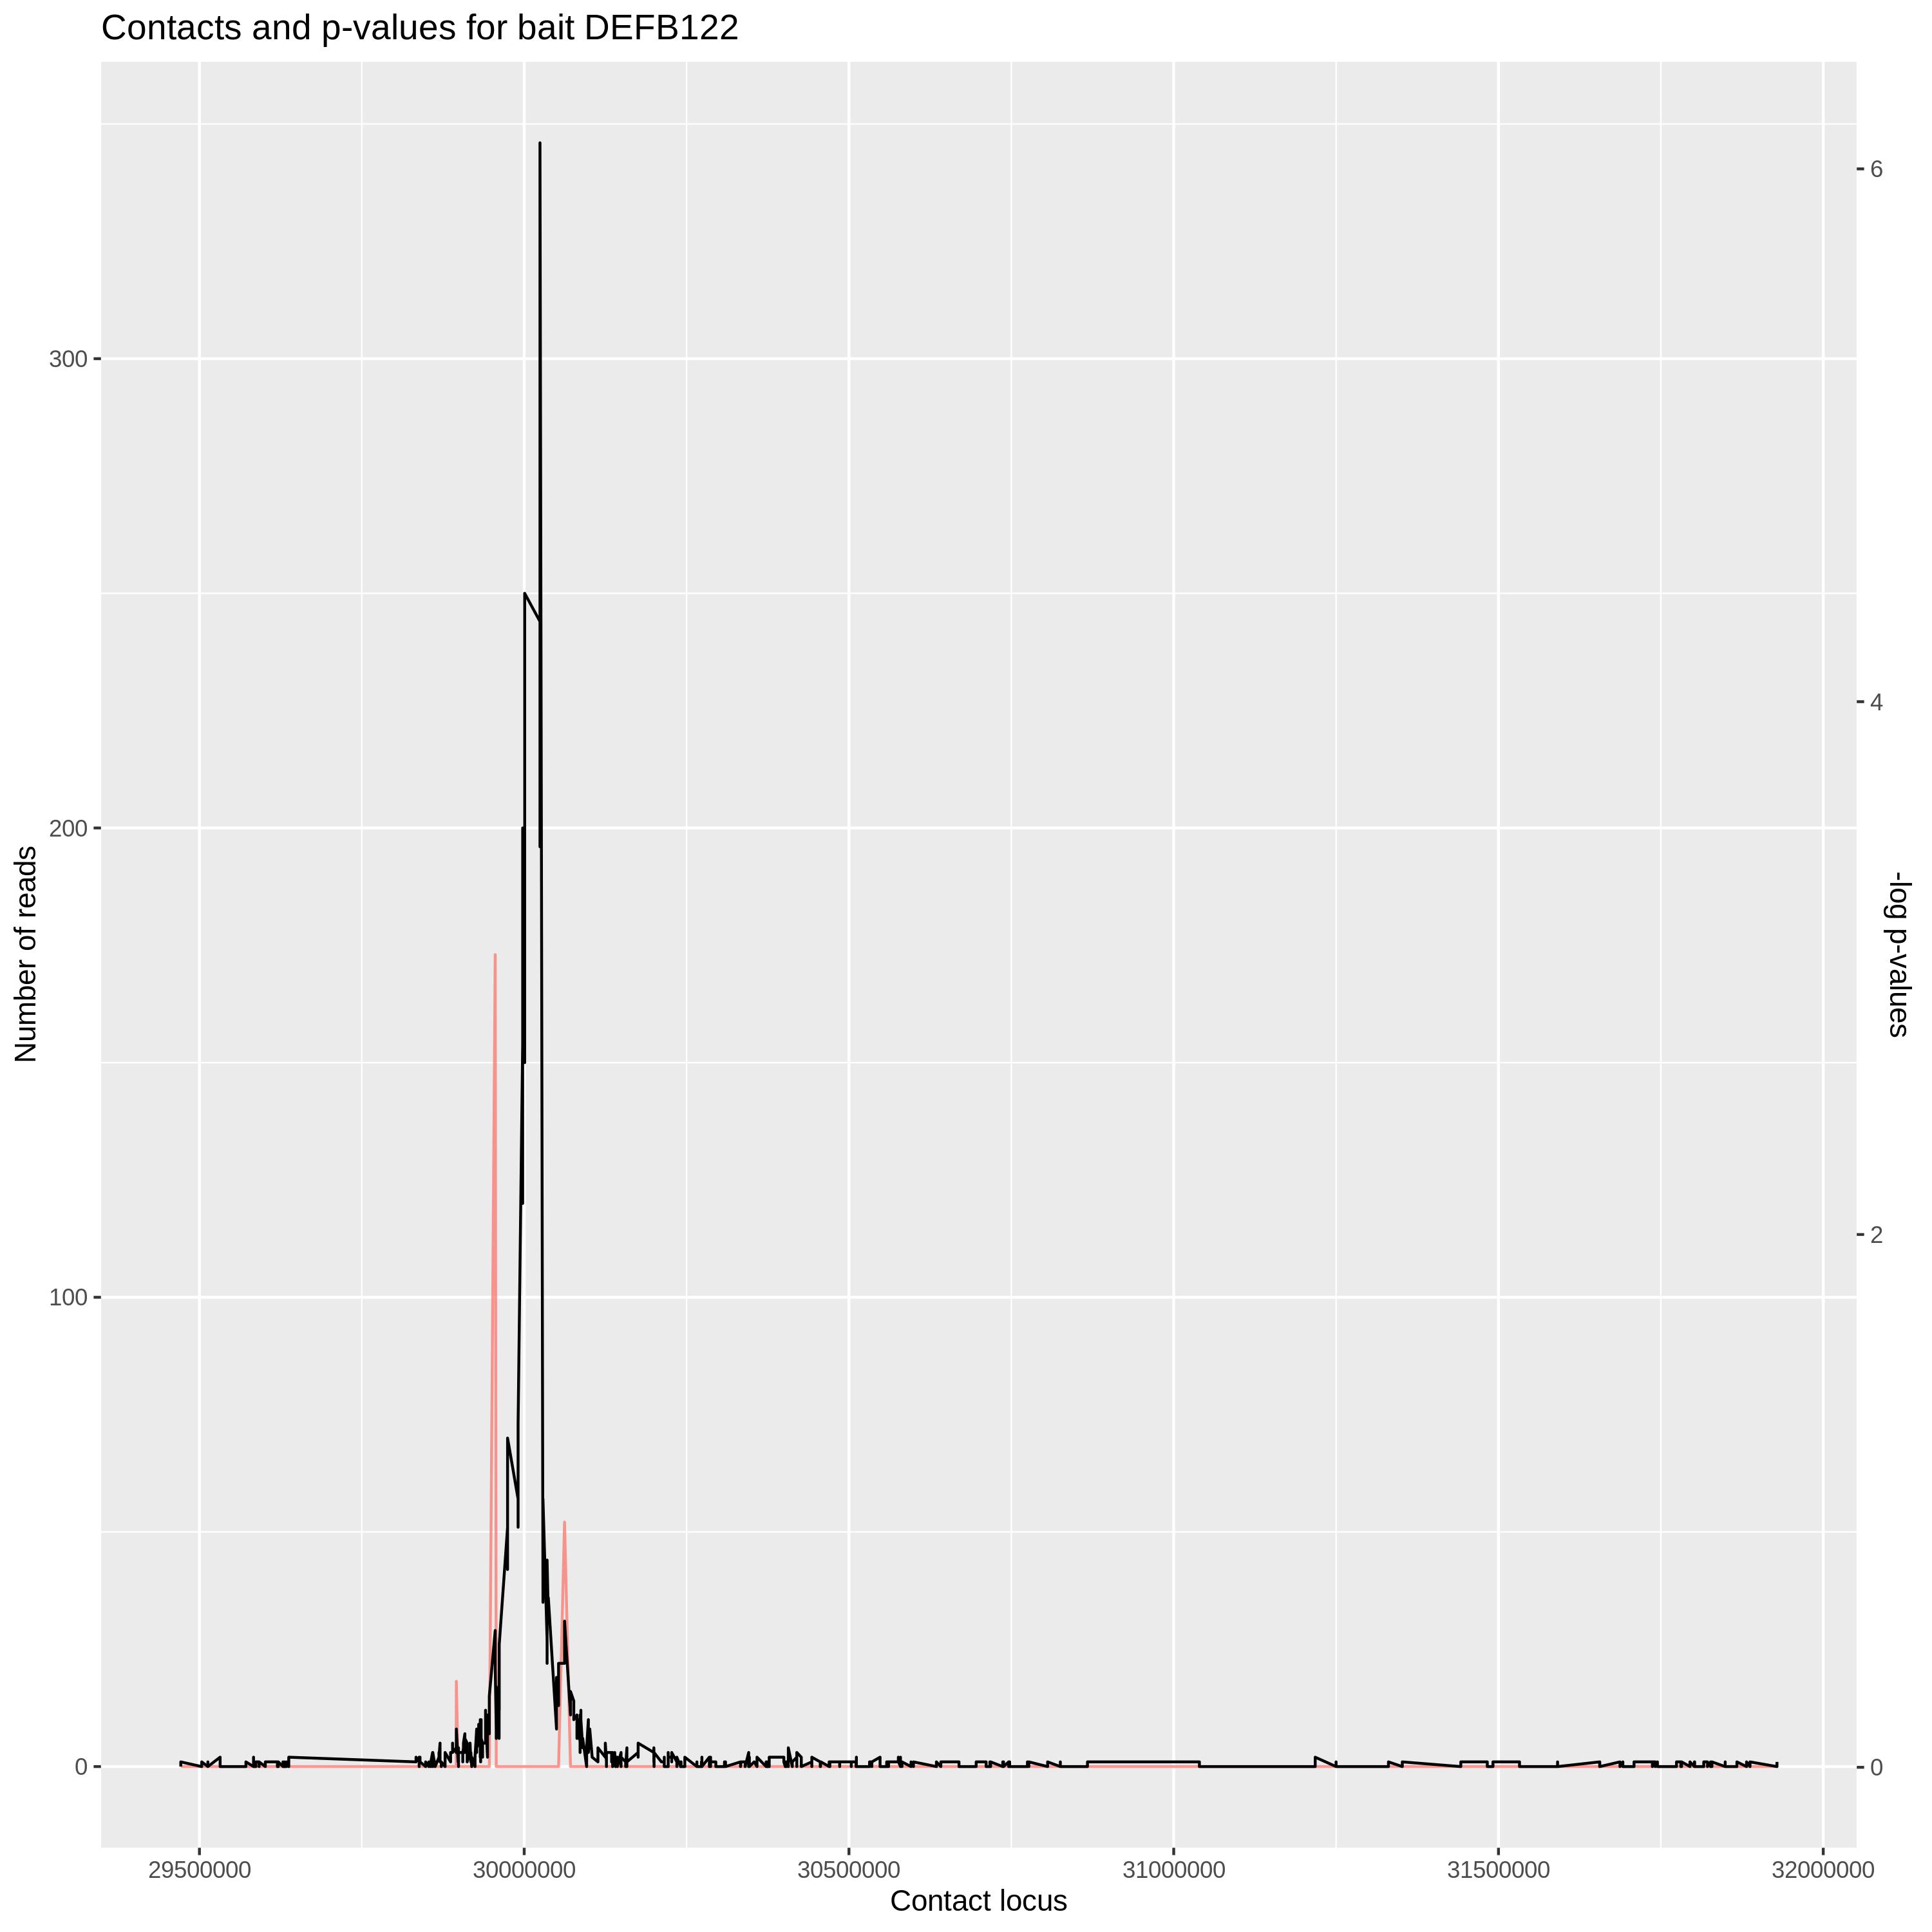 Contacts and p-values for bait DEFB122
Number of reads
300
200
100
0
6
4
2
0
-log p-values
29500000 30000000 30500000 31000000 31500000 32000000
Contact locus